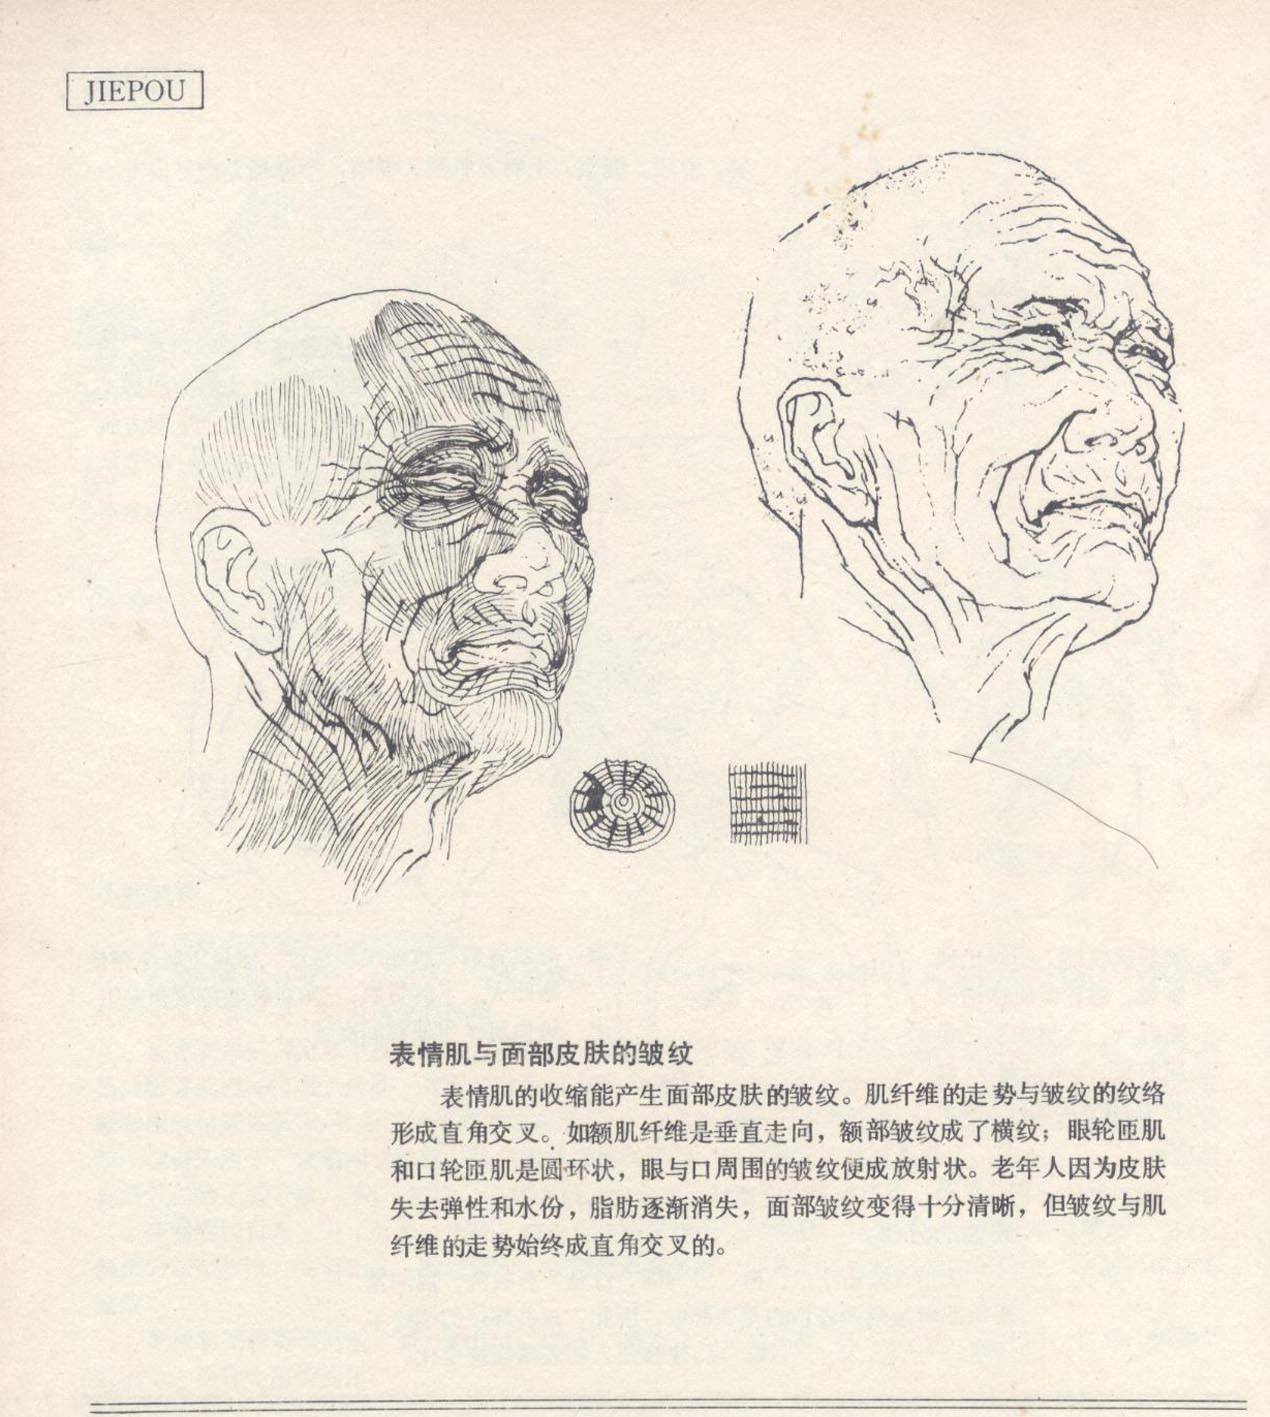 JIEPOU
表情肌与面部皮肤的皱纹
表情肌的收缩能产生面部皮肤的皱纹。肌纤维的走势与皱纹的纹络
形成直角交叉。如额肌纤维是垂直走向，额部皱纹成了横纹；眼轮匝肌
和口轮匝肌是圆环状，眼与口周围的皱纹便成放射状。老年人因为皮肤
失去弹性和水份，脂肪逐渐消失，面部皱纹变得十分清晰，但皱纹与肌
纤维的走势始终成直角交叉的。